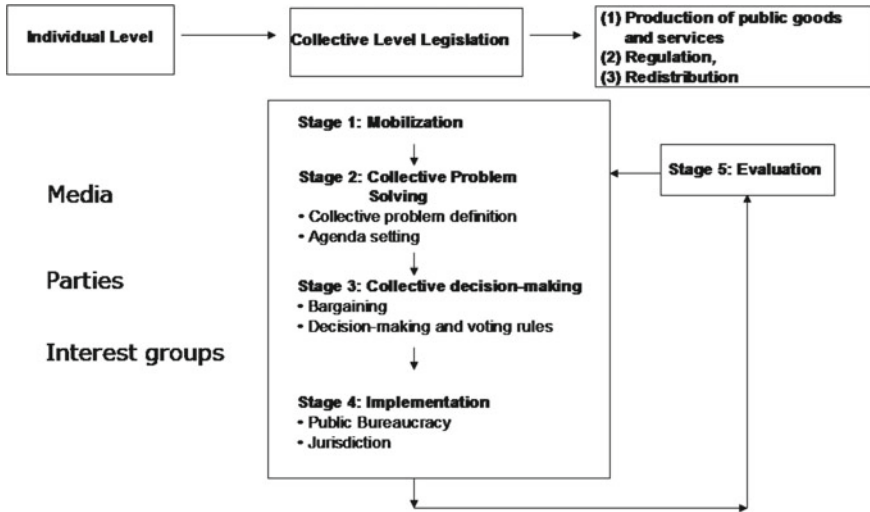 Individual Level
Collective Level Legislation
(1) Production of public goods
and services
(2) Regulation,
(3) Redistribution
Stage 1: Mobilization
Stage 2: Collective Problem
Solving
• Collective problem definition
• Agenda setting
Stage 3: Collective decision-making
• Bargaining
• Decision-making and voting rules
Stage 4: Implementation
• Public Bureaucracy
• Jurisdiction
Stage 5: Evaluation
Media
Parties
Interest groups